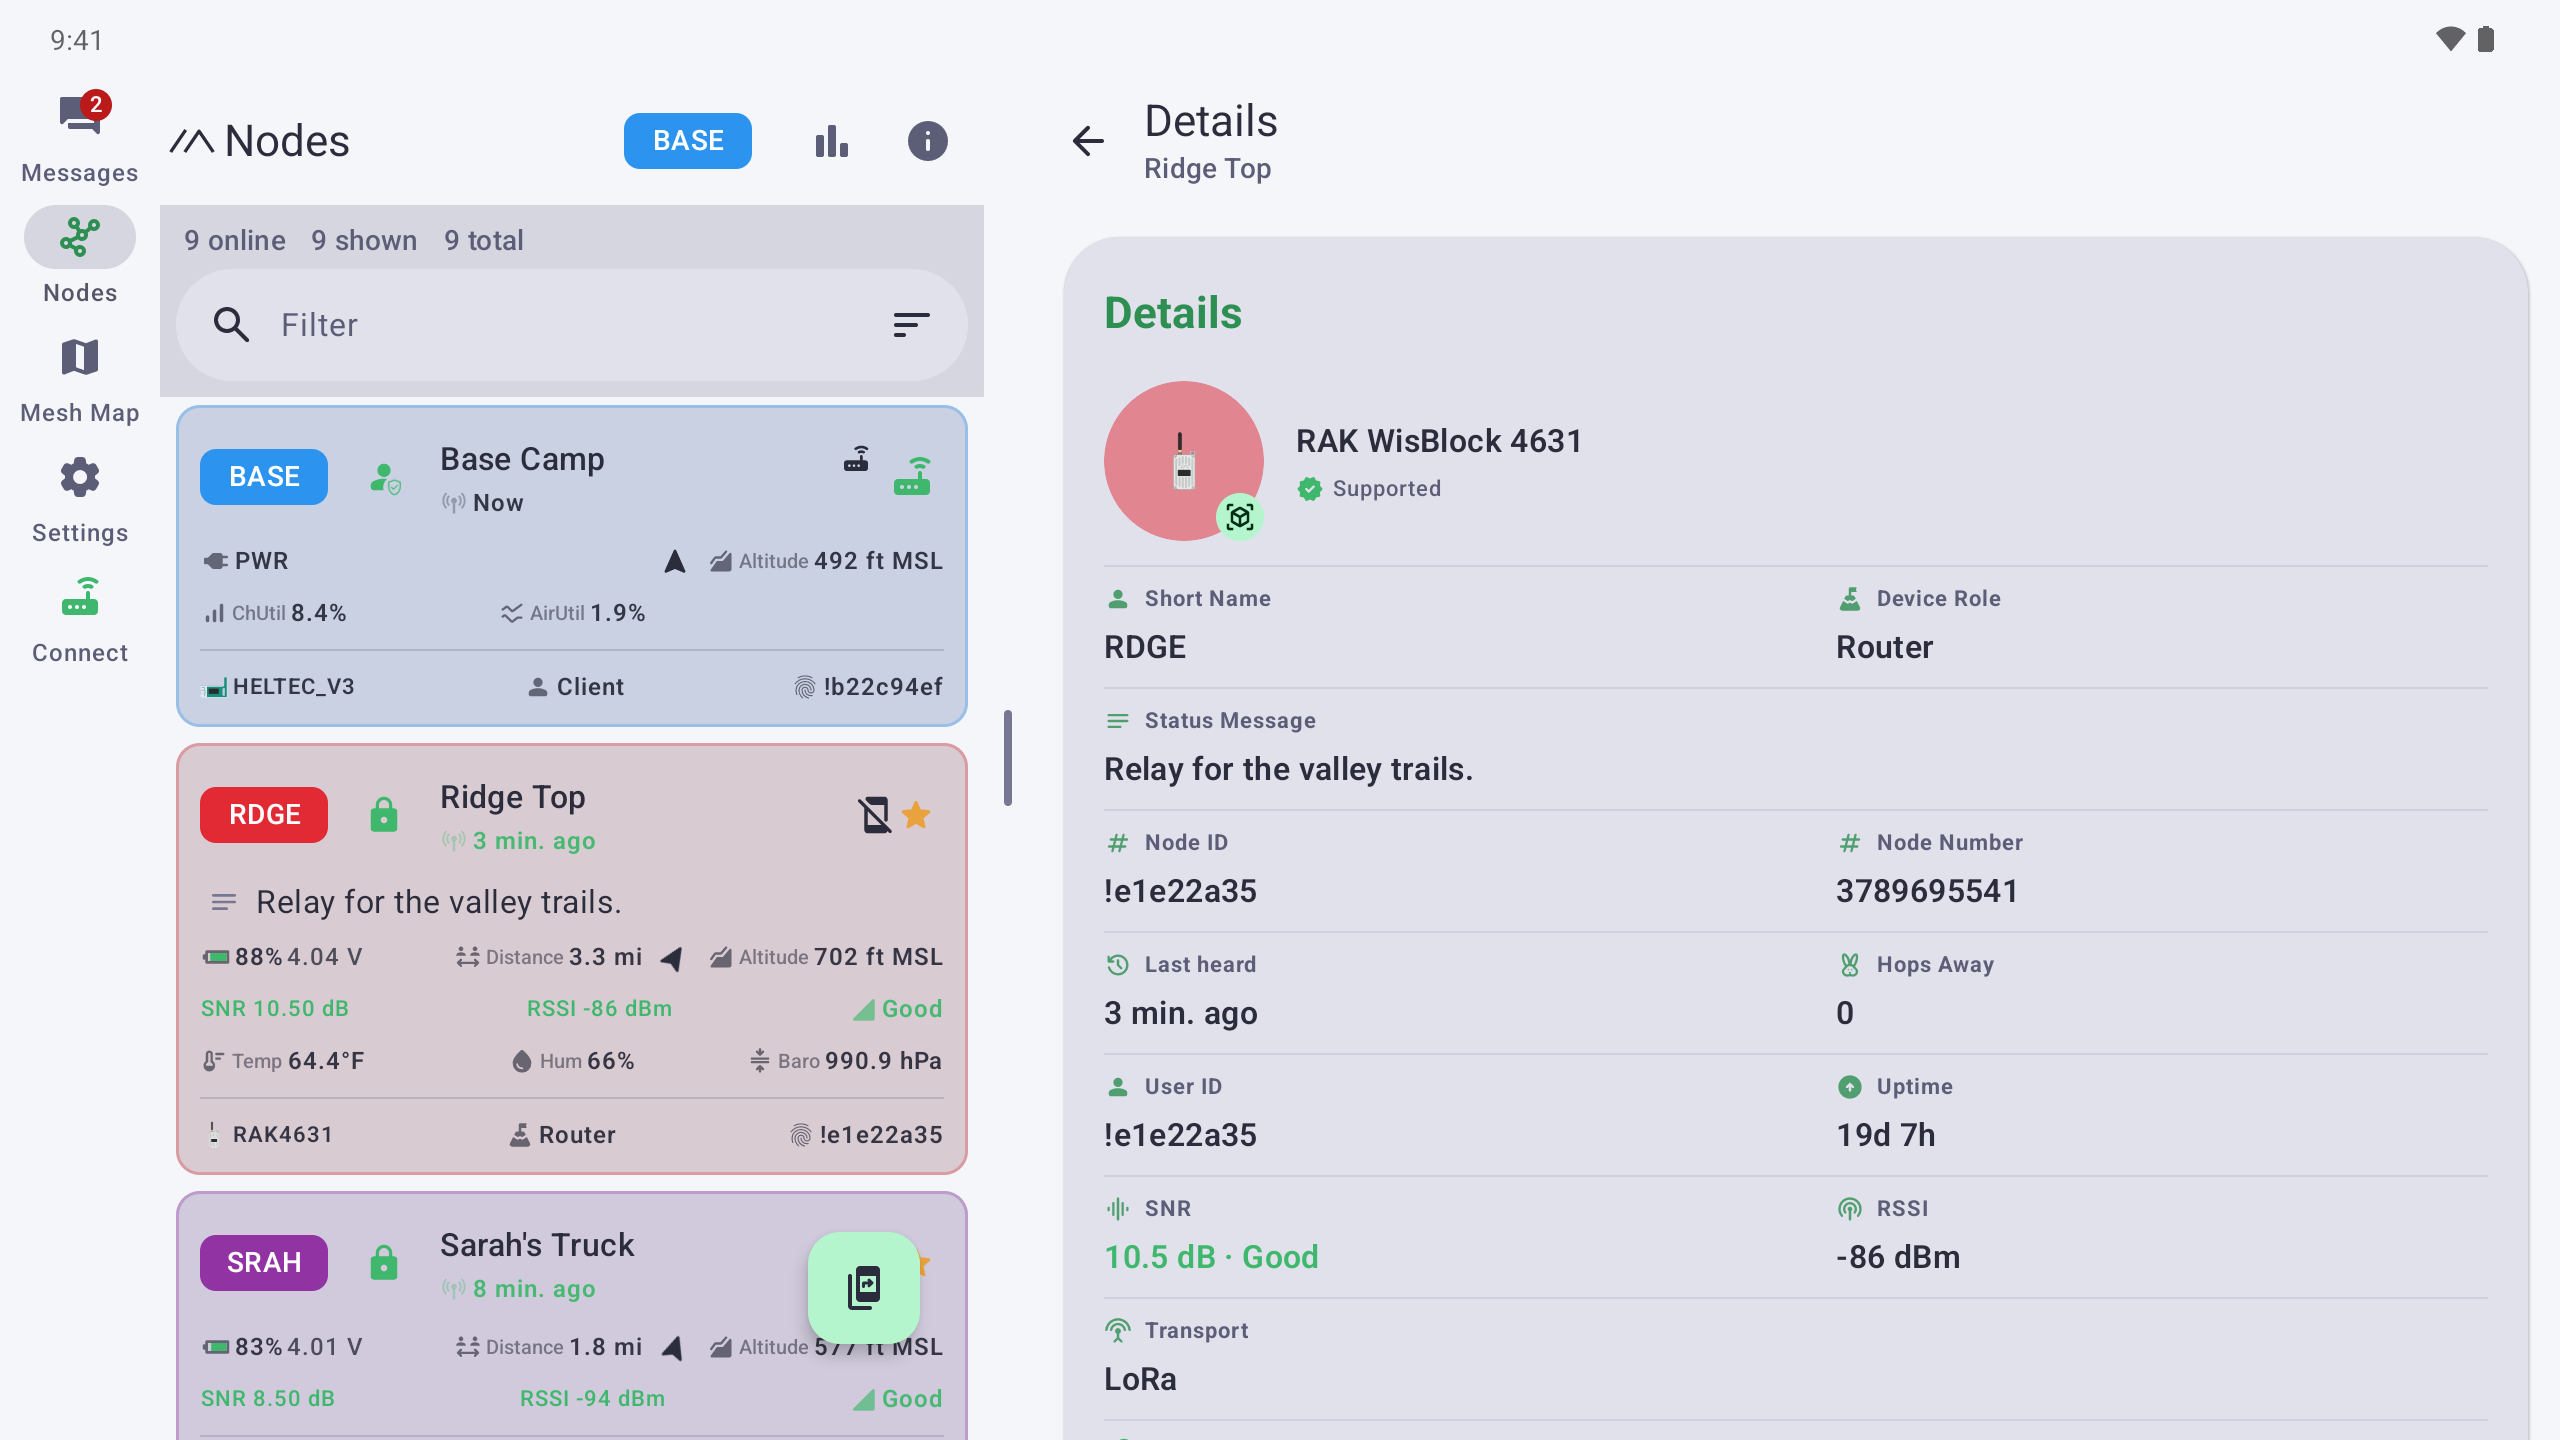 9:41
2
Messages
Nodes
Mesh Map
Settings
Connect
Nodes
BASE
9 online 9 shown 9 total
Filter
BASE
Base Camp
Now
PWR
Altitude 492 ft MSL
ChUtil 8.4%
AirUtil 1.9%
HELTEC_V3
Client
!b22c94ef
RDGE
Ridge Top
3 min. ago
Relay for the valley trails.
88% 4.04 V
Distance 3.3 mi
Altitude 702 ft MSL
SNR 10.50 dB
RSSI -86 dBm
Good
Temp 64.4°F
Hum 66%
Baro 990.9 hPa
RAK4631
Router
!e1e22a35
SRAH
Sarah's Truck
8 min. ago
83% 4.01 V
Distance 1.8 mi
Altitude 577 ft MSL
SNR 8.50 dB
RSSI -94 dBm
Good
Details
Ridge Top
Details
RAK WisBlock 4631
Supported
Short Name
RDGE
Device Role
Router
Status Message
Relay for the valley trails.
Node ID
!e1e22a35
Node Number
3789695541
Last heard
3 min. ago
Hops Away
0
User ID
!e1e22a35
Uptime
19d 7h
SNR
10.5 dB · Good
RSSI
-86 dBm
Transport
LoRa